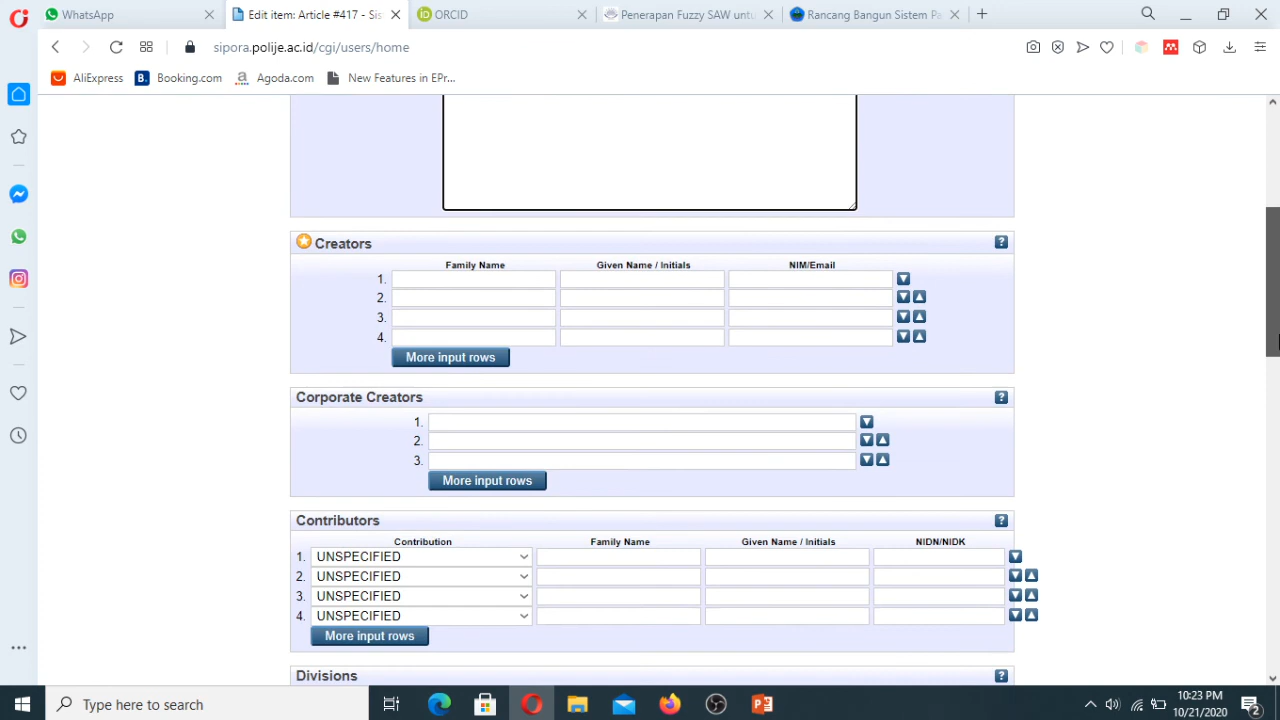 WhatsApp
Edit item: Article #417 - Sis
ORCID
Penerapan Fuzzy SAW untu
Rancang Bangun Sistem Pa
sipora.polije.ac.id/cgi/users/home
AliExpress
B. Booking.com
a Agoda.com
New Features in EPr...
Creators
?
Family Name
Given Name / Initials
NIM/Email
1.
2.
3.
4.
More input rows
Corporate Creators
?
1.
2.
3.
More input rows
Contributors
?
Contribution
Family Name
Given Name / Initials
NIDN/NIDK
1. UNSPECIFIED
2. UNSPECIFIED
3. UNSPECIFIED
4. UNSPECIFIED
More input rows
Divisions
?
Type here to search
10:23 PM
10/21/2020
2